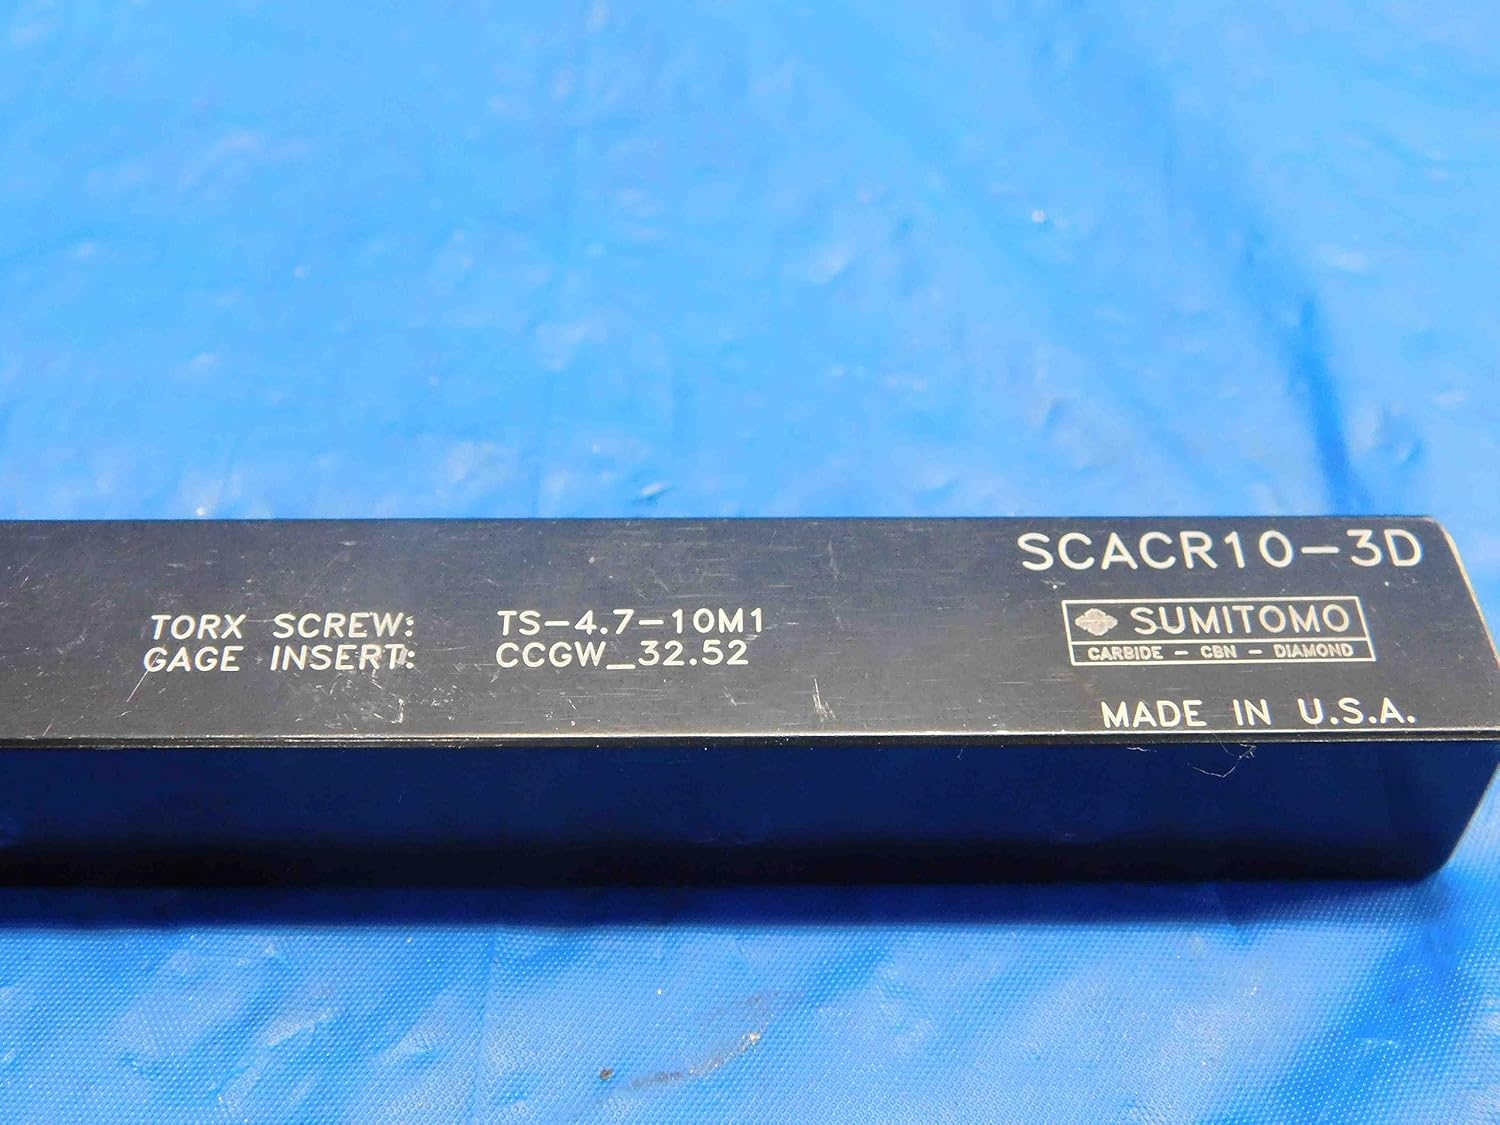 SCACR10-3D
TORX SCREW: TS-4.7-10M1
GAGE INSERT: CCGW_32.52
SUMITOMO
CARBIDE - CBN - DIAMOND
MADE IN U.S.A.